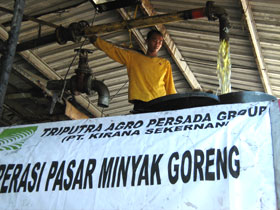 TRIPUTRA AGRO PERSADA GROUP
(PT. KIRANA SEKERNAN)
PERASI PASAR MINYAK GORENG